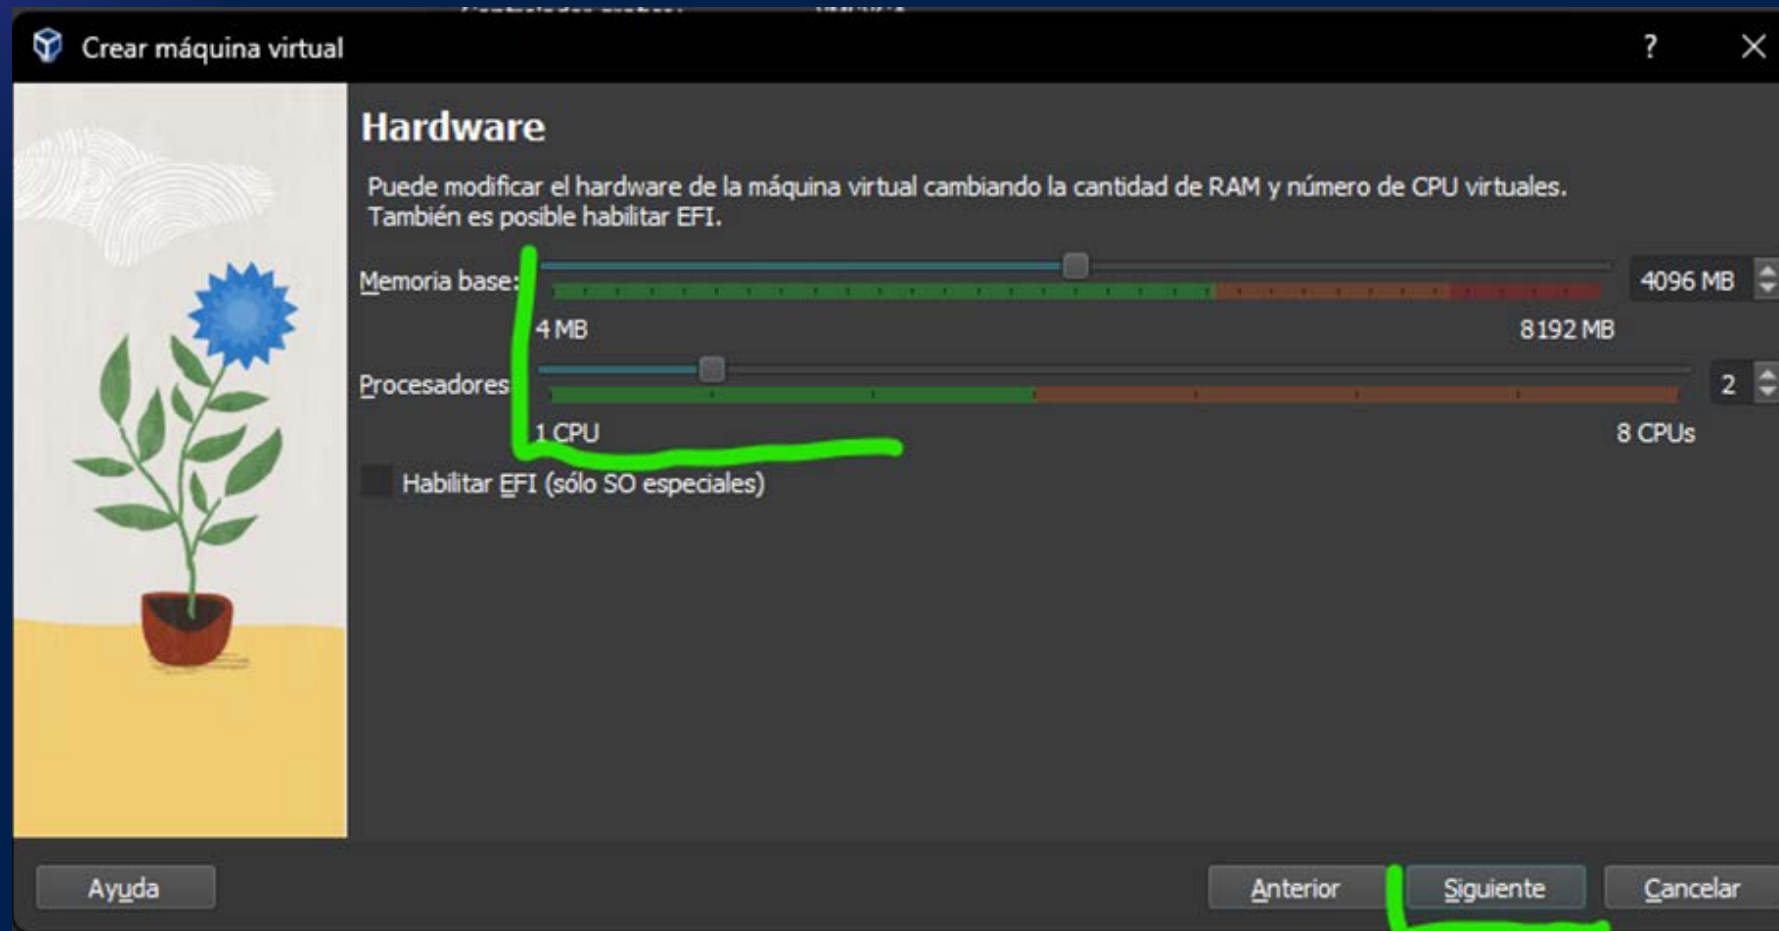 Crear máquina virtual
?
Hardware
Puede modificar el hardware de la máquina virtual cambiando la cantidad de RAM y número de CPU virtuales.
También es posible habilitar EFI.
Memoria base:
4096 MB
4 MB
8192 MB
Procesadores
2
1 CPU
8 CPUs
Habilitar EFI (sólo SO especiales)
Ayuda
Anterior
Siguiente
Cancelar